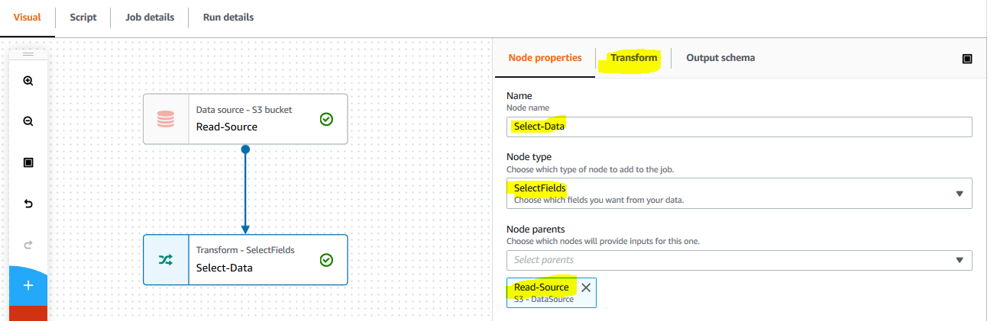 Visual Script Job details Run details
Data source - S3 bucket
Read-Source
Transform - SelectFields
Select-Data
Node properties Transform Output schema
Name
Node name
Select-Data
Node type
Choose which type of node to add to the job.
SelectFields
Choose which fields you want from your data.
Node parents
Choose which nodes will provide inputs for this one.
Select parents
Read-Source
S3 - DataSource